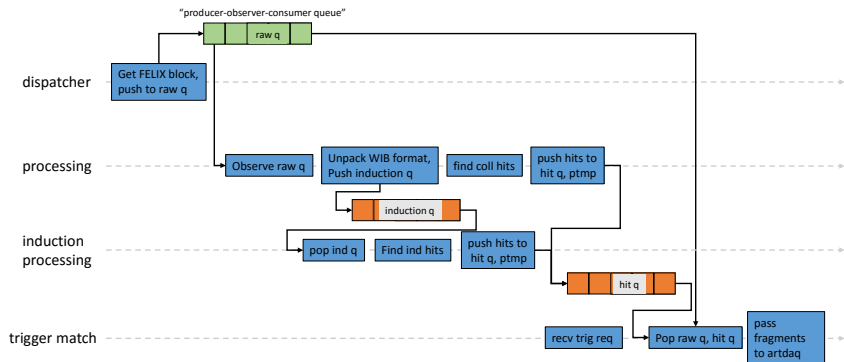 “producer-observer-consumer queue”
raw q
dispatcher
Get FELIX block,
push to raw q
processing
Observe raw q
Unpack WIB format,
Push induction q
find coll hits
push hits to
hit q, ptmp
induction q
induction
processing
pop ind q
Find ind hits
push hits to
hit q, ptmp
hit q
trigger match
recv trig req
Pop raw q, hit q
pass
fragments
to artdaq